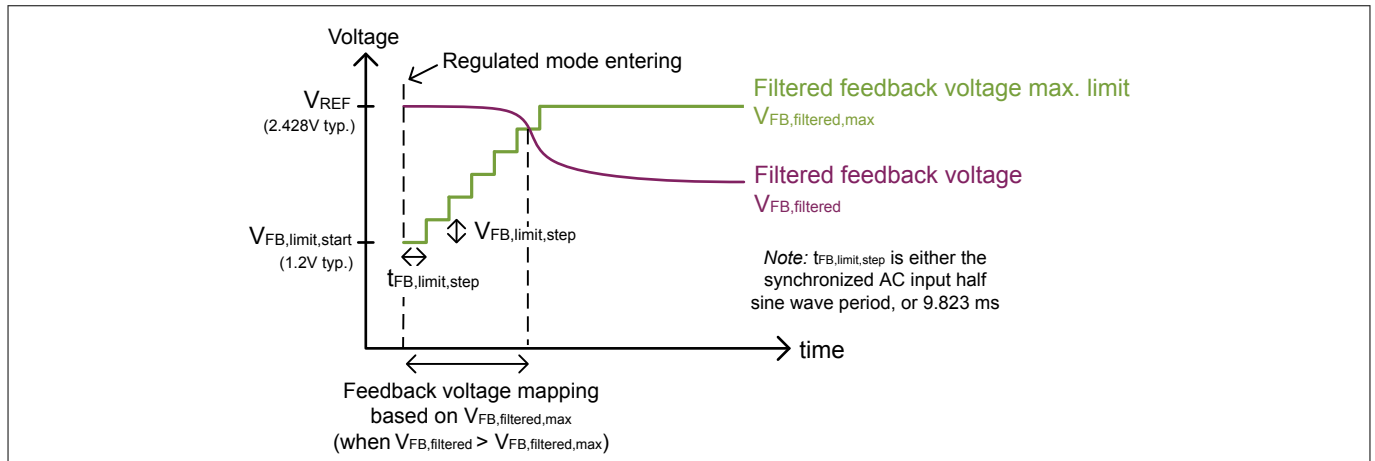 Voltage
Regulated mode entering
VREF
(2.428V typ.)
Filtered feedback voltage max. limit
VFB,filtered,max
Filtered feedback voltage
VFB,filtered
VFB,limit,start
(1.2V typ.)
VFB,limit,step
tFB,limit,step
Note: tFB,limit,step is either the
synchronized AC input half
sine wave period, or 9.823 ms
time
Feedback voltage mapping
based on VFB,filtered,max
(when VFB,filtered > VFB,filtered,max)